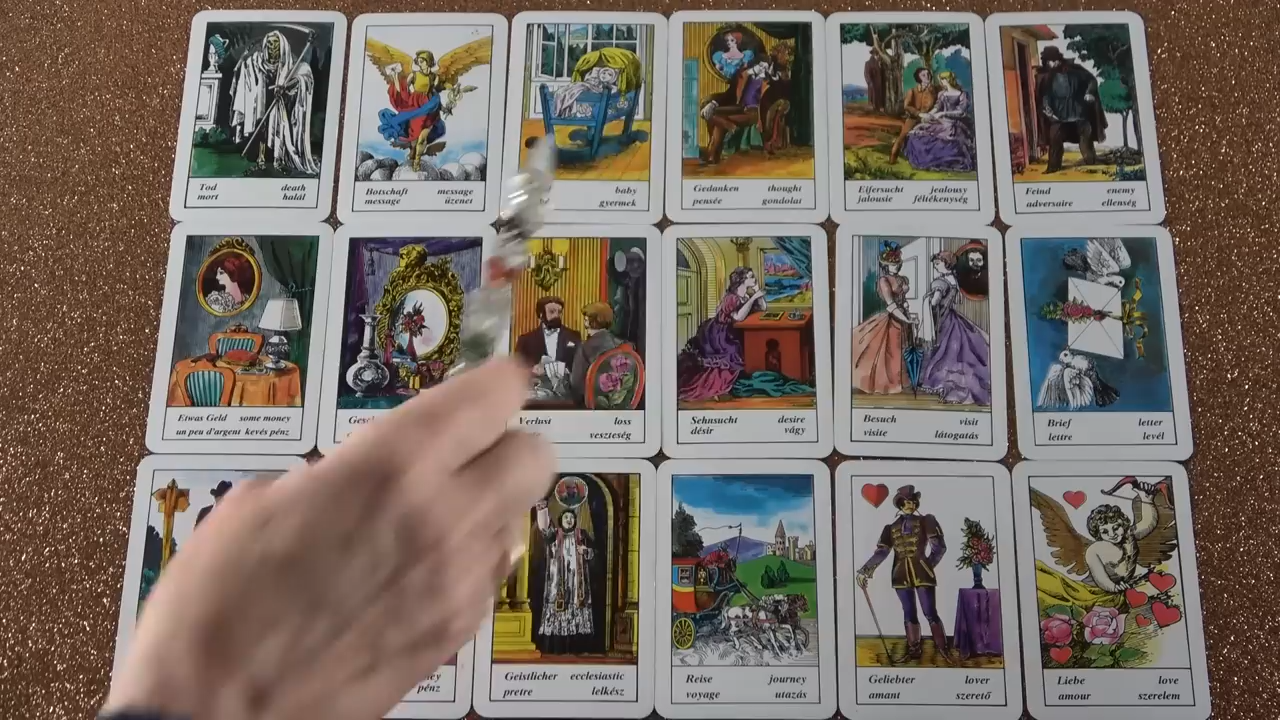 Tod death
mort halál
Botschaft message
message üzenet
baby
gyermek
Gedanken thought
pensée gondolat
Eifersucht jealousy
jalousie féltékenység
Feind enemy
adversaire ellenség
Etwas Geld some money
un peu d'argent kevés pénz
Verlust loss
veszteség
Sehnsucht desire
désir vágy
Besuch visit
visite látogatás
Brief letter
lettre levél
pénz
Geistlicher ecclesiastic
pretre lelkész
Reise journey
voyage utazás
Geliebter lover
amant szerető
Liebe love
amour szerelem